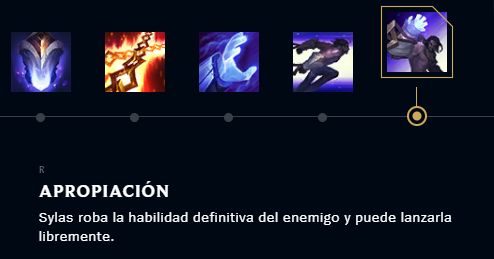 R
APROPIACIÓN
Sylas roba la habilidad definitiva del enemigo y puede lanzarla
libremente.